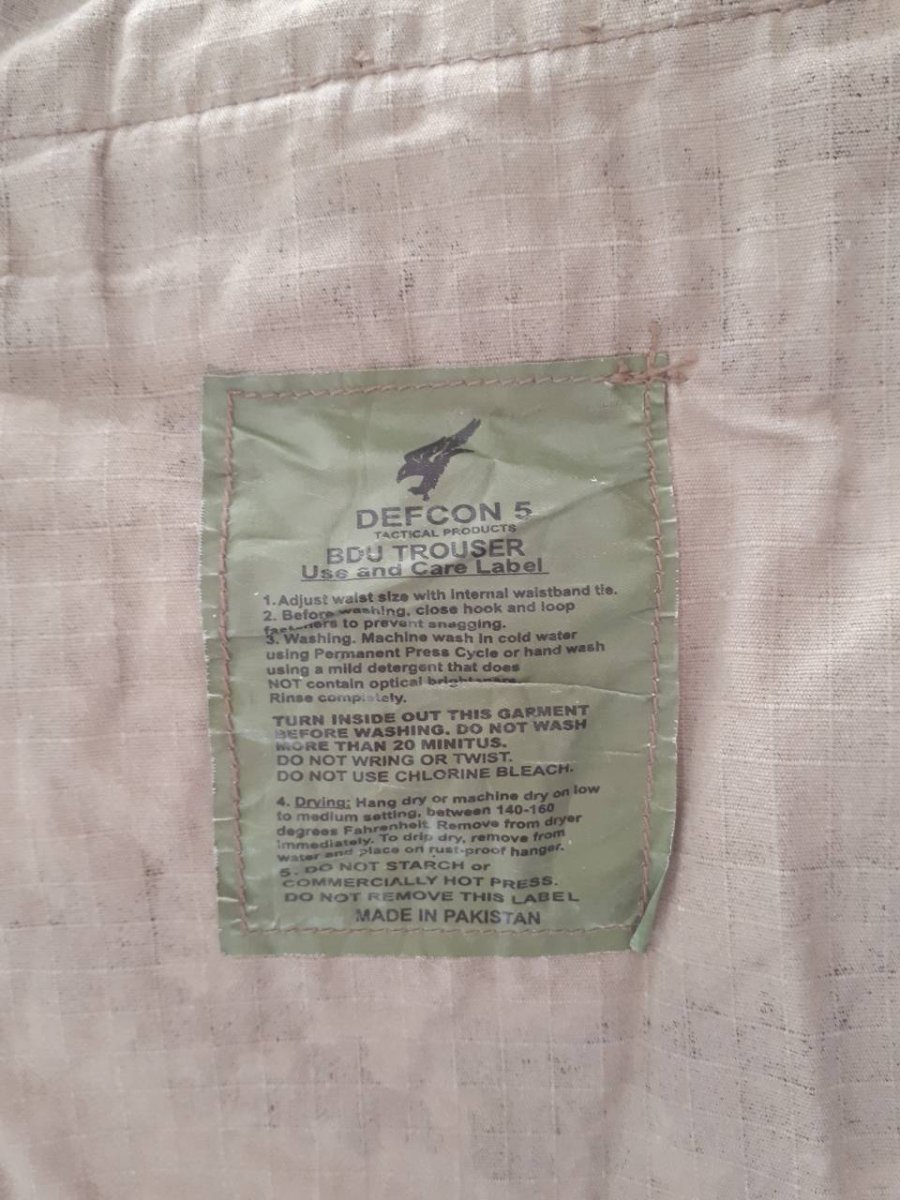 DEFCON 5
TACTICAL PRODUCTS
BDU TROUSER
Use and Care Label
1.Adjust waist size with internal waistband tie.
2. Before washing, close hook and loop
fasteners to prevent snagging.
3. Washing. Machine wash in cold water
using Permanent Press Cycle or hand wash
using a mild detergent that does
NOT contain optical brighteners.
Rinse completely.
TURN INSIDE OUT THIS GARMENT
BEFORE WASHING. DO NOT WASH
MORE THAN 20 MINITUS.
DO NOT WRING OR TWIST.
DO NOT USE CHLORINE BLEACH.
4. Drying: Hang dry or machine dry on low
to medium setting, between 140-160
degrees Fahrenheit. Remove from dryer
immediately. To drip dry, remove from
water and place on rust-proof hanger.
5. DO NOT STARCH or
COMMERCIALLY HOT PRESS.
DO NOT REMOVE THIS LABEL
MADE IN PAKISTAN